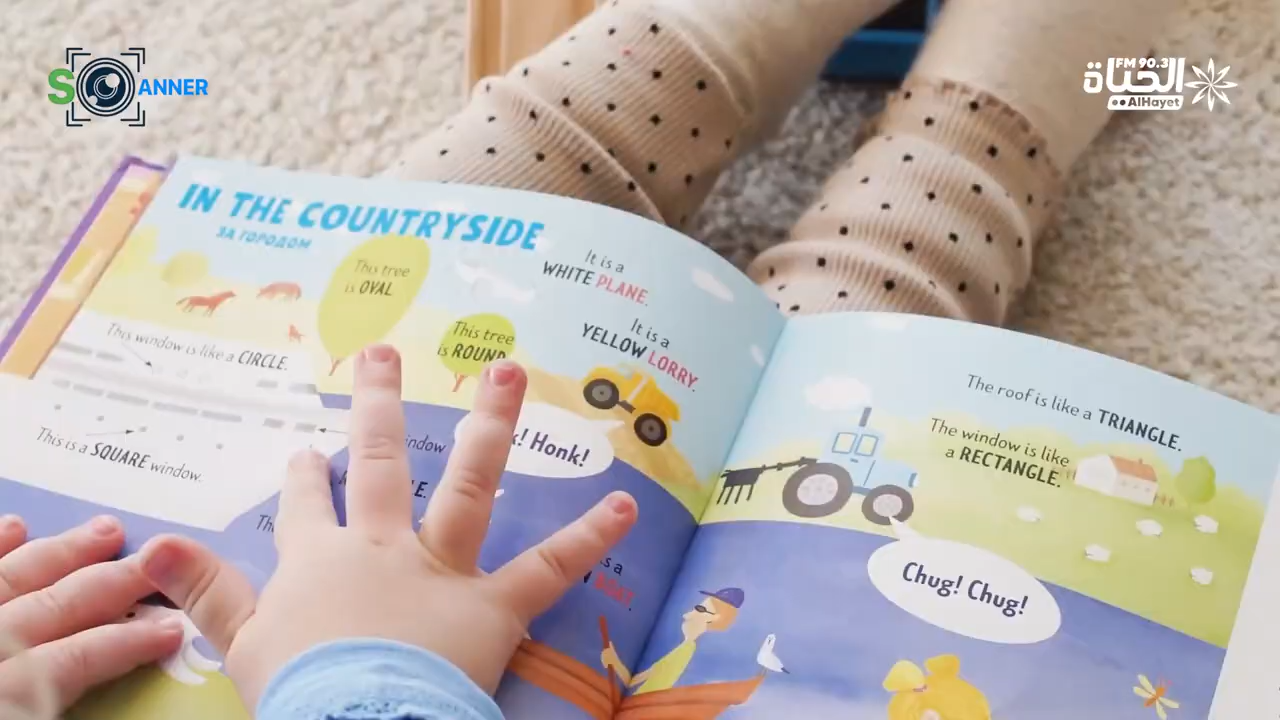 SCANNER
FM 90.3
الحياة
AlHayet
IN THE COUNTRYSIDE
ЗА ГОРОДОМ
This tree
is OVAL.
This tree
is ROUND
It is a
WHITE PLANE.
It is a
YELLOW LORRY.
This window is like a CIRCLE.
This is a SQUARE window.
Honk!
The roof is like a TRIANGLE.
The window is like
a RECTANGLE.
Chug! Chug!